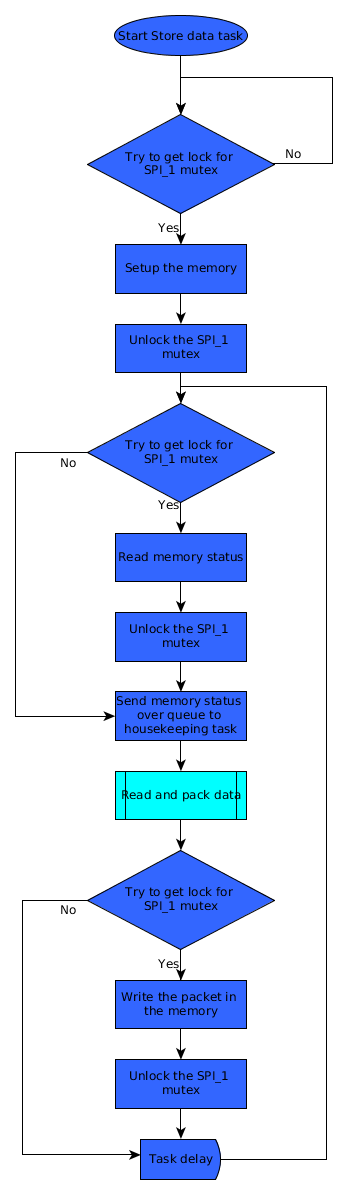 Start Store data task
Try to get lock for
SPI_1 mutex
No
Yes
Setup the memory
Unlock the SPI_1
mutex
Try to get lock for
SPI_1 mutex
No
Yes
Read memory status
Unlock the SPI_1
mutex
Send memory status
over queue to
housekeeping task
Read and pack data
Try to get lock for
SPI_1 mutex
No
Yes
Write the packet in
the memory
Unlock the SPI_1
mutex
Task delay